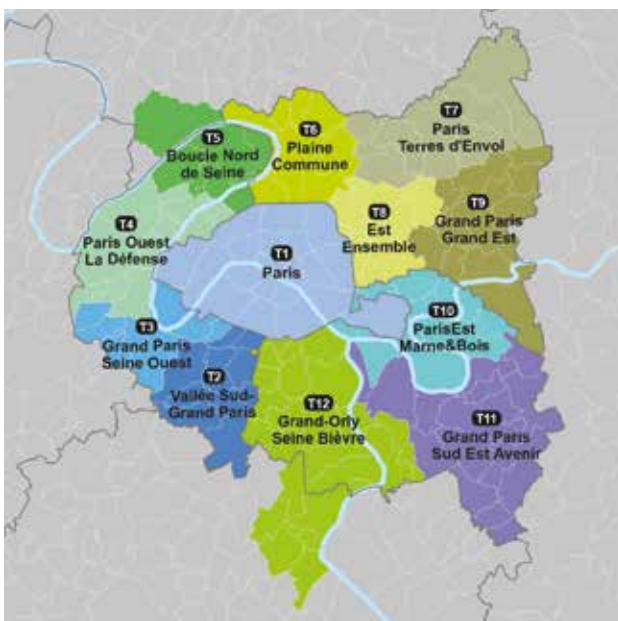 T7
Paris
Terres d'Envol
T6
Plaine
Commune
T5
Boucle Nord
de Seine
T9
Grand Paris
Grand Est
T8
Est
Ensemble
T4
Paris Ouest
La Défense
T1
Paris
T10
ParisEst
Marne&Bois
T3
Grand Paris
Seine Ouest
T2
Vallée Sud-
Grand Paris
T12
Grand-Orly
Seine Bièvre
T11
Grand Paris
Sud Est Avenir